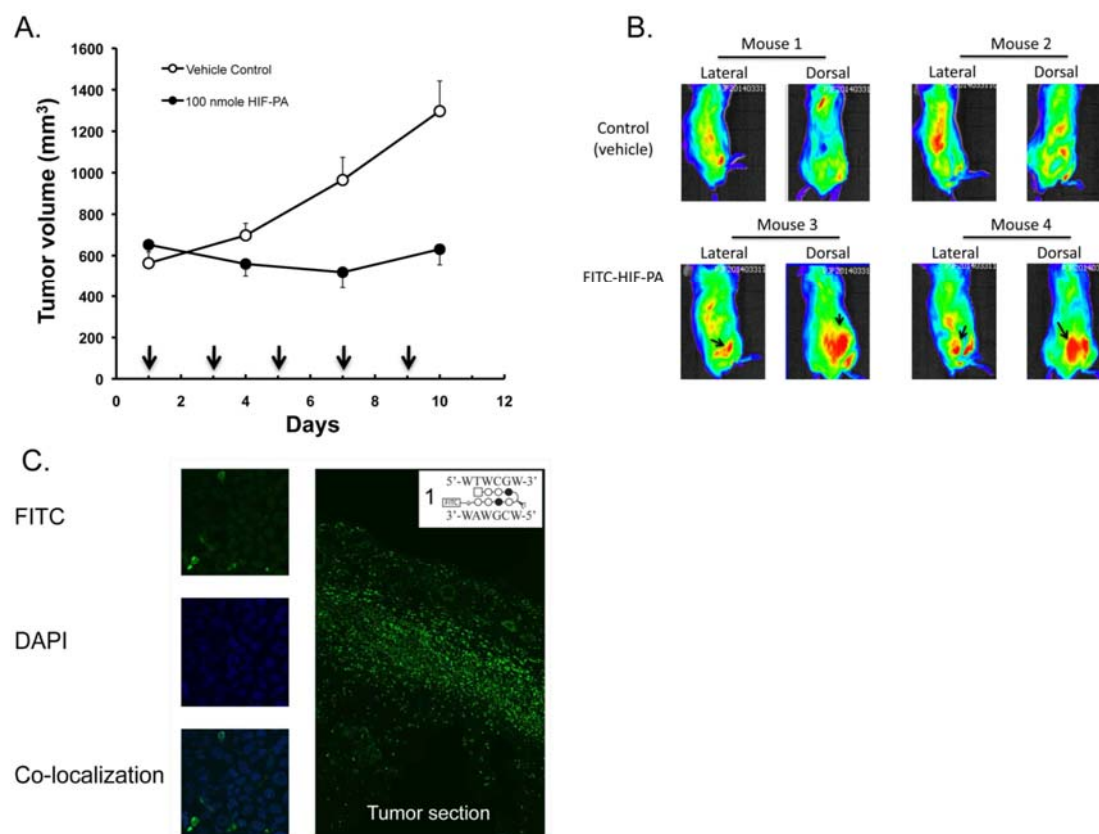 A.
1600
1400
1200
1000
800
600
400
200
0
Tumor volume (mm³)
Vehicle Control
100 nmole HIF-PA
0 2 4 6 8 10 12
Days
B.
Mouse 1 Mouse 2
Lateral Dorsal Lateral Dorsal
Control
(vehicle)
Mouse 3 Mouse 4
Lateral Dorsal Lateral Dorsal
FITC-HIF-PA
C.
FITC
DAPI
Co-localization
1
5'-WTWCGW-3'
FITC
3'-WAWGCW-5'
Tumor section